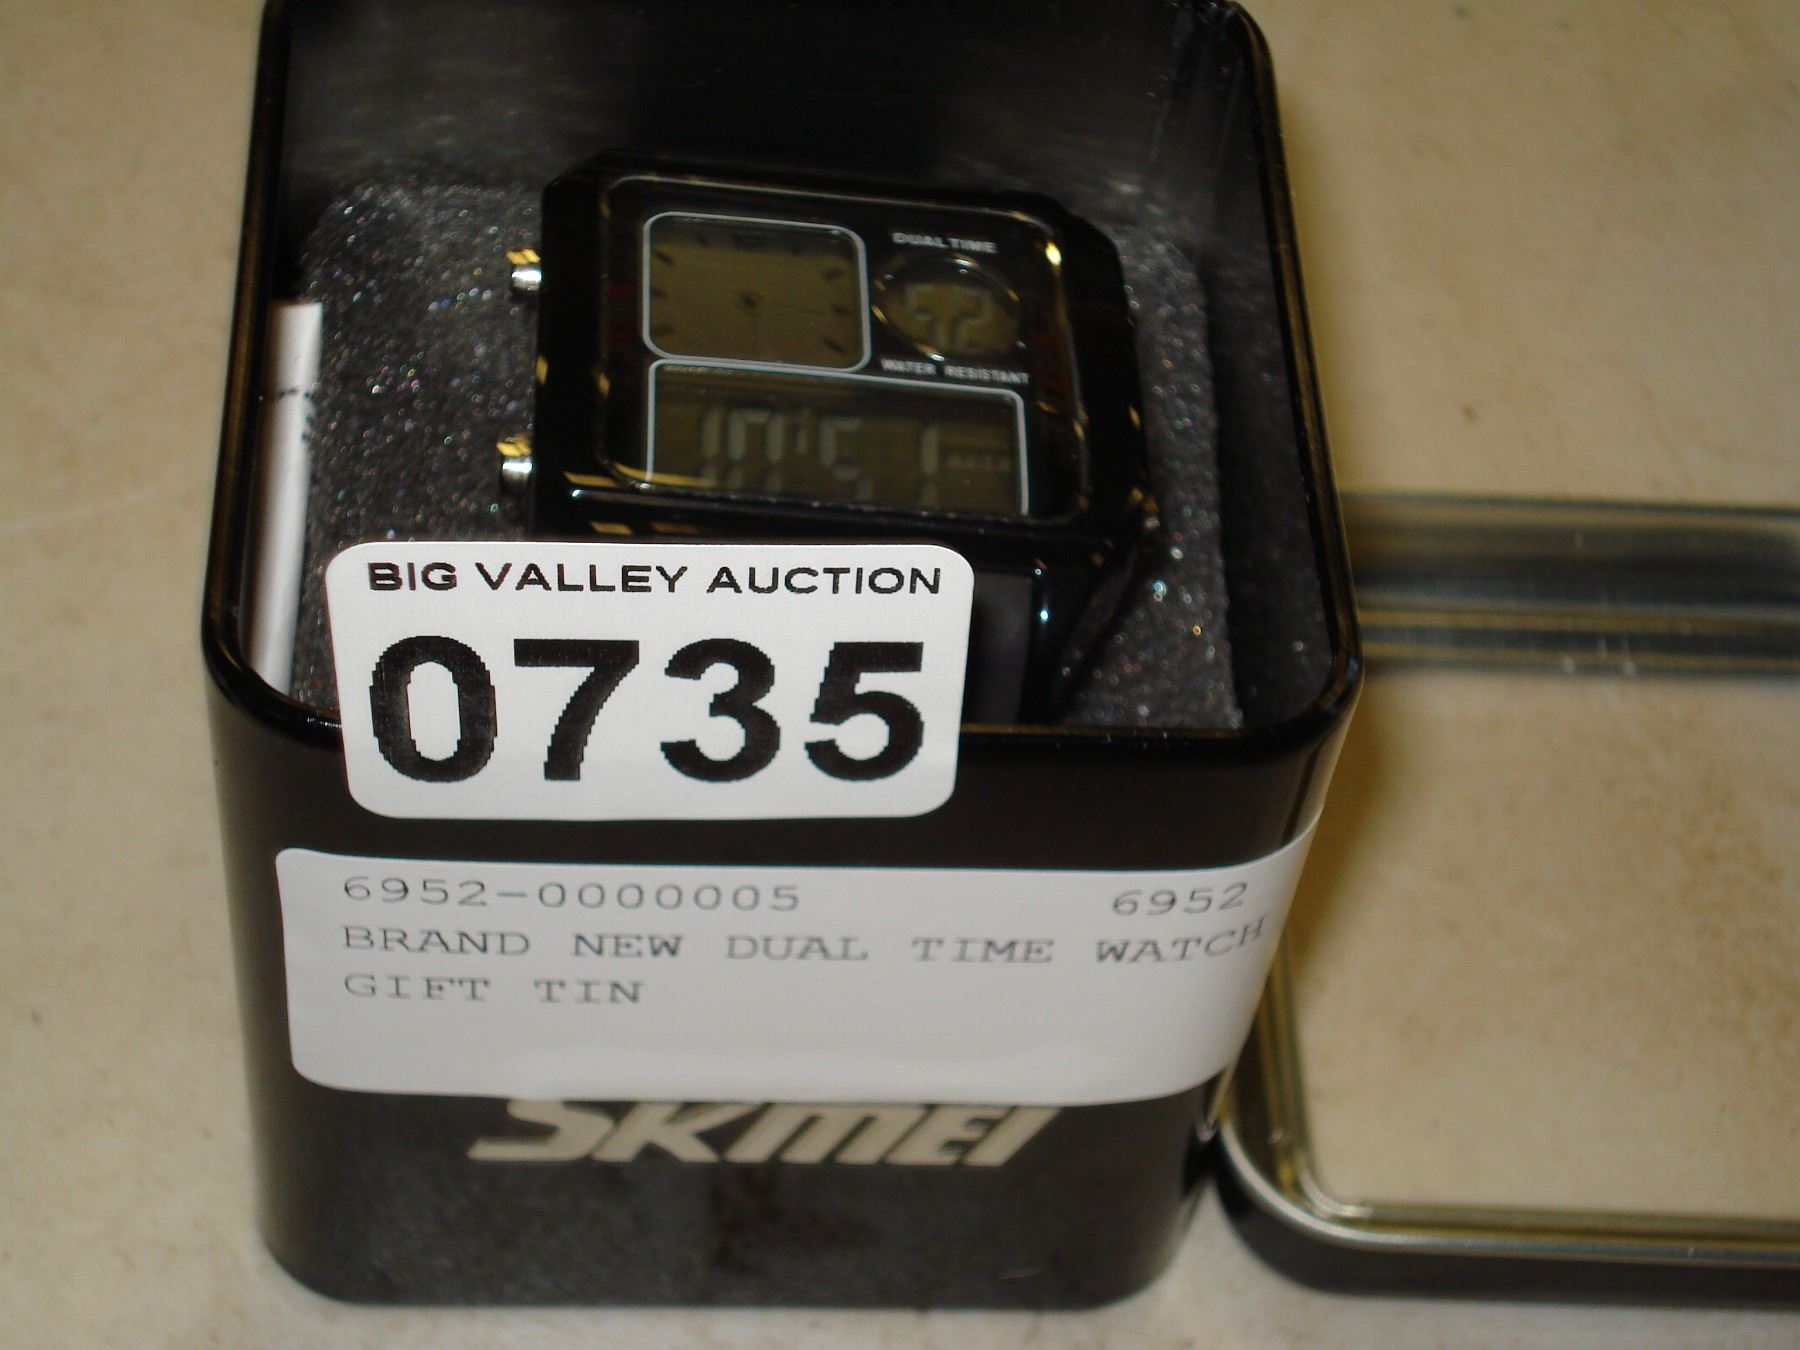 DUAL TIME
WATER RESISTANT
BIG VALLEY AUCTION
0735
6952-0000005 6952
BRAND NEW DUAL TIME WATCH
GIFT TIN
SKMEI